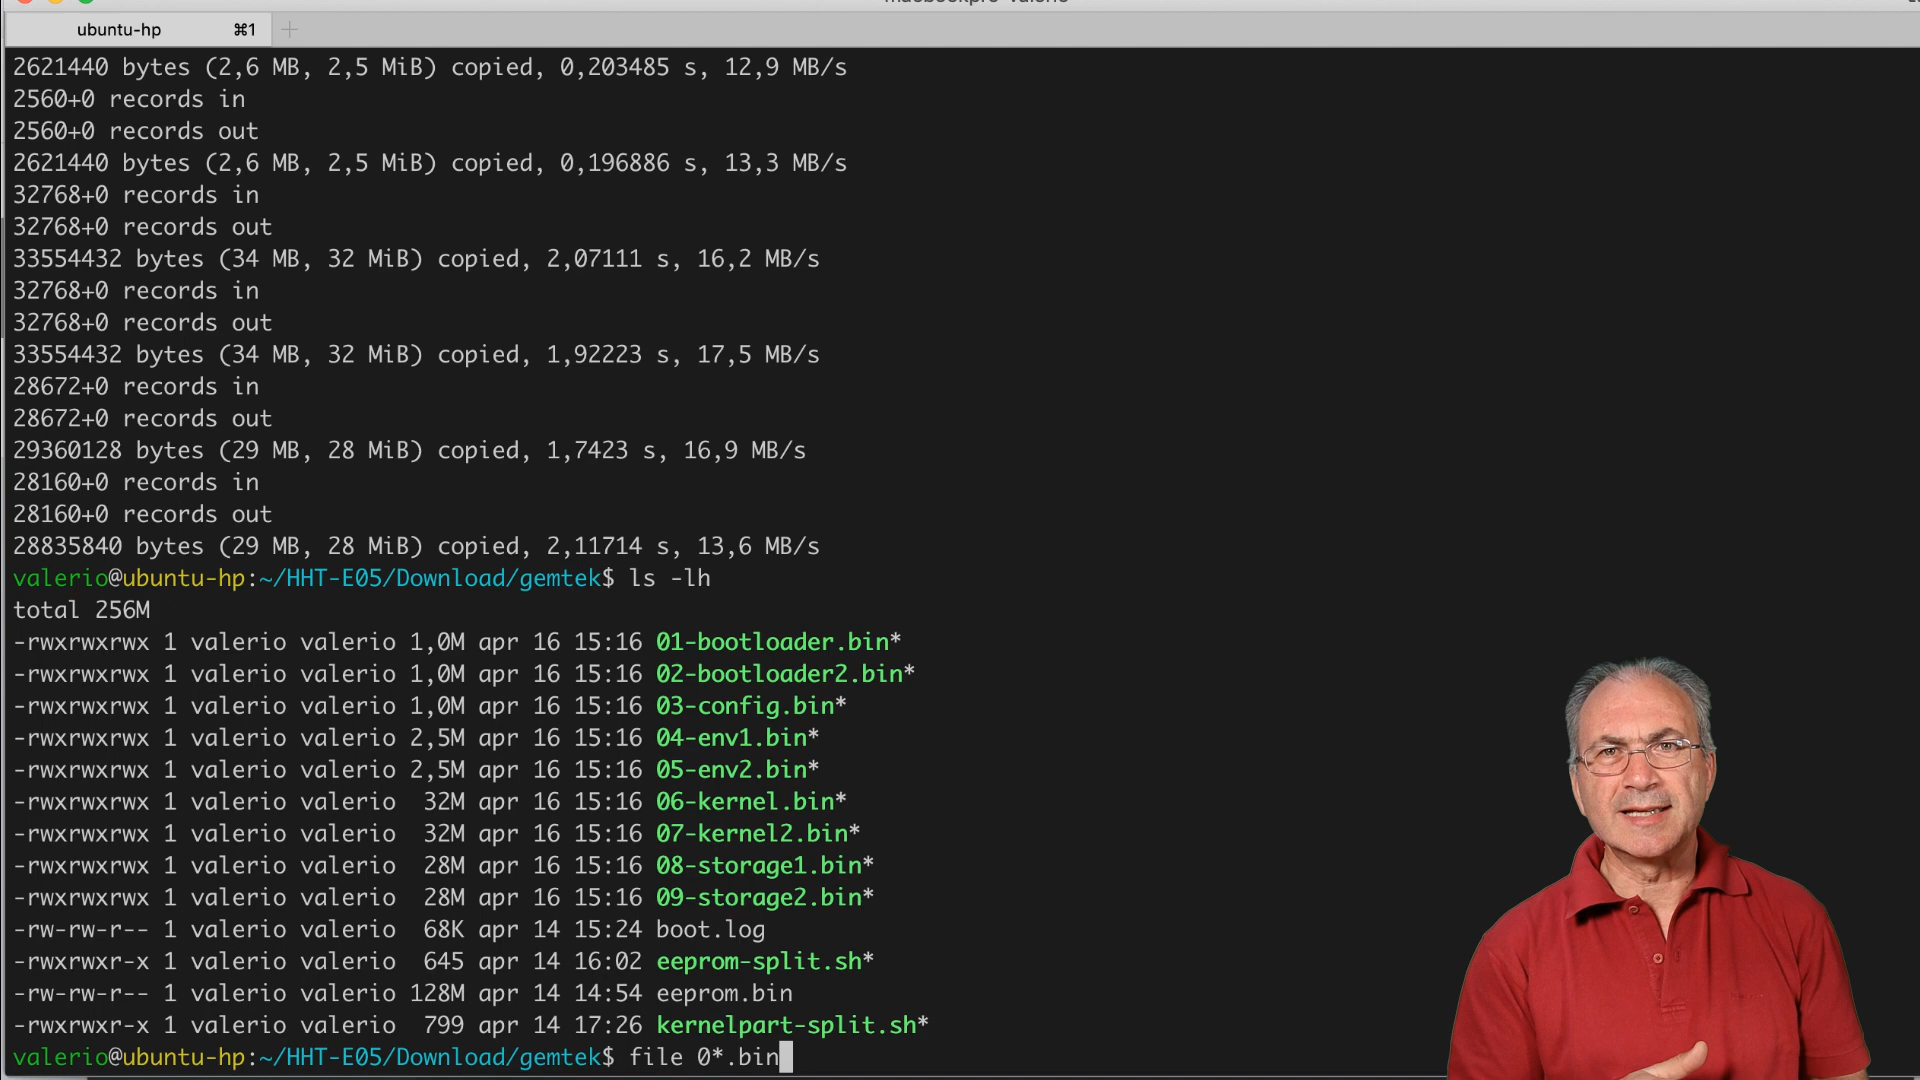 macbookpro-valerio
ubuntu-hp ⌘1
2621440 bytes (2,6 MB, 2,5 MiB) copied, 0,203485 s, 12,9 MB/s
2560+0 records in
2560+0 records out
2621440 bytes (2,6 MB, 2,5 MiB) copied, 0,196886 s, 13,3 MB/s
32768+0 records in
32768+0 records out
33554432 bytes (34 MB, 32 MiB) copied, 2,07111 s, 16,2 MB/s
32768+0 records in
32768+0 records out
33554432 bytes (34 MB, 32 MiB) copied, 1,92223 s, 17,5 MB/s
28672+0 records in
28672+0 records out
29360128 bytes (29 MB, 28 MiB) copied, 1,7423 s, 16,9 MB/s
28160+0 records in
28160+0 records out
28835840 bytes (29 MB, 28 MiB) copied, 2,11714 s, 13,6 MB/s
valerio@ubuntu-hp:~/HHT-E05/Download/gemtek$ ls -lh
total 256M
-rwxrwxrwx 1 valerio valerio 1,0M apr 16 15:16 01-bootloader.bin*
-rwxrwxrwx 1 valerio valerio 1,0M apr 16 15:16 02-bootloader2.bin*
-rwxrwxrwx 1 valerio valerio 1,0M apr 16 15:16 03-config.bin*
-rwxrwxrwx 1 valerio valerio 2,5M apr 16 15:16 04-env1.bin*
-rwxrwxrwx 1 valerio valerio 2,5M apr 16 15:16 05-env2.bin*
-rwxrwxrwx 1 valerio valerio  32M apr 16 15:16 06-kernel.bin*
-rwxrwxrwx 1 valerio valerio  32M apr 16 15:16 07-kernel2.bin*
-rwxrwxrwx 1 valerio valerio  28M apr 16 15:16 08-storage1.bin*
-rwxrwxrwx 1 valerio valerio  28M apr 16 15:16 09-storage2.bin*
-rw-rw-r-- 1 valerio valerio  68K apr 14 15:24 boot.log
-rwxrwxr-x 1 valerio valerio  645 apr 14 16:02 eeprom-split.sh*
-rw-rw-r-- 1 valerio valerio 128M apr 14 14:54 eeprom.bin
-rwxrwxr-x 1 valerio valerio  799 apr 14 17:26 kernelpart-split.sh*
valerio@ubuntu-hp:~/HHT-E05/Download/gemtek$ file 0*.bin